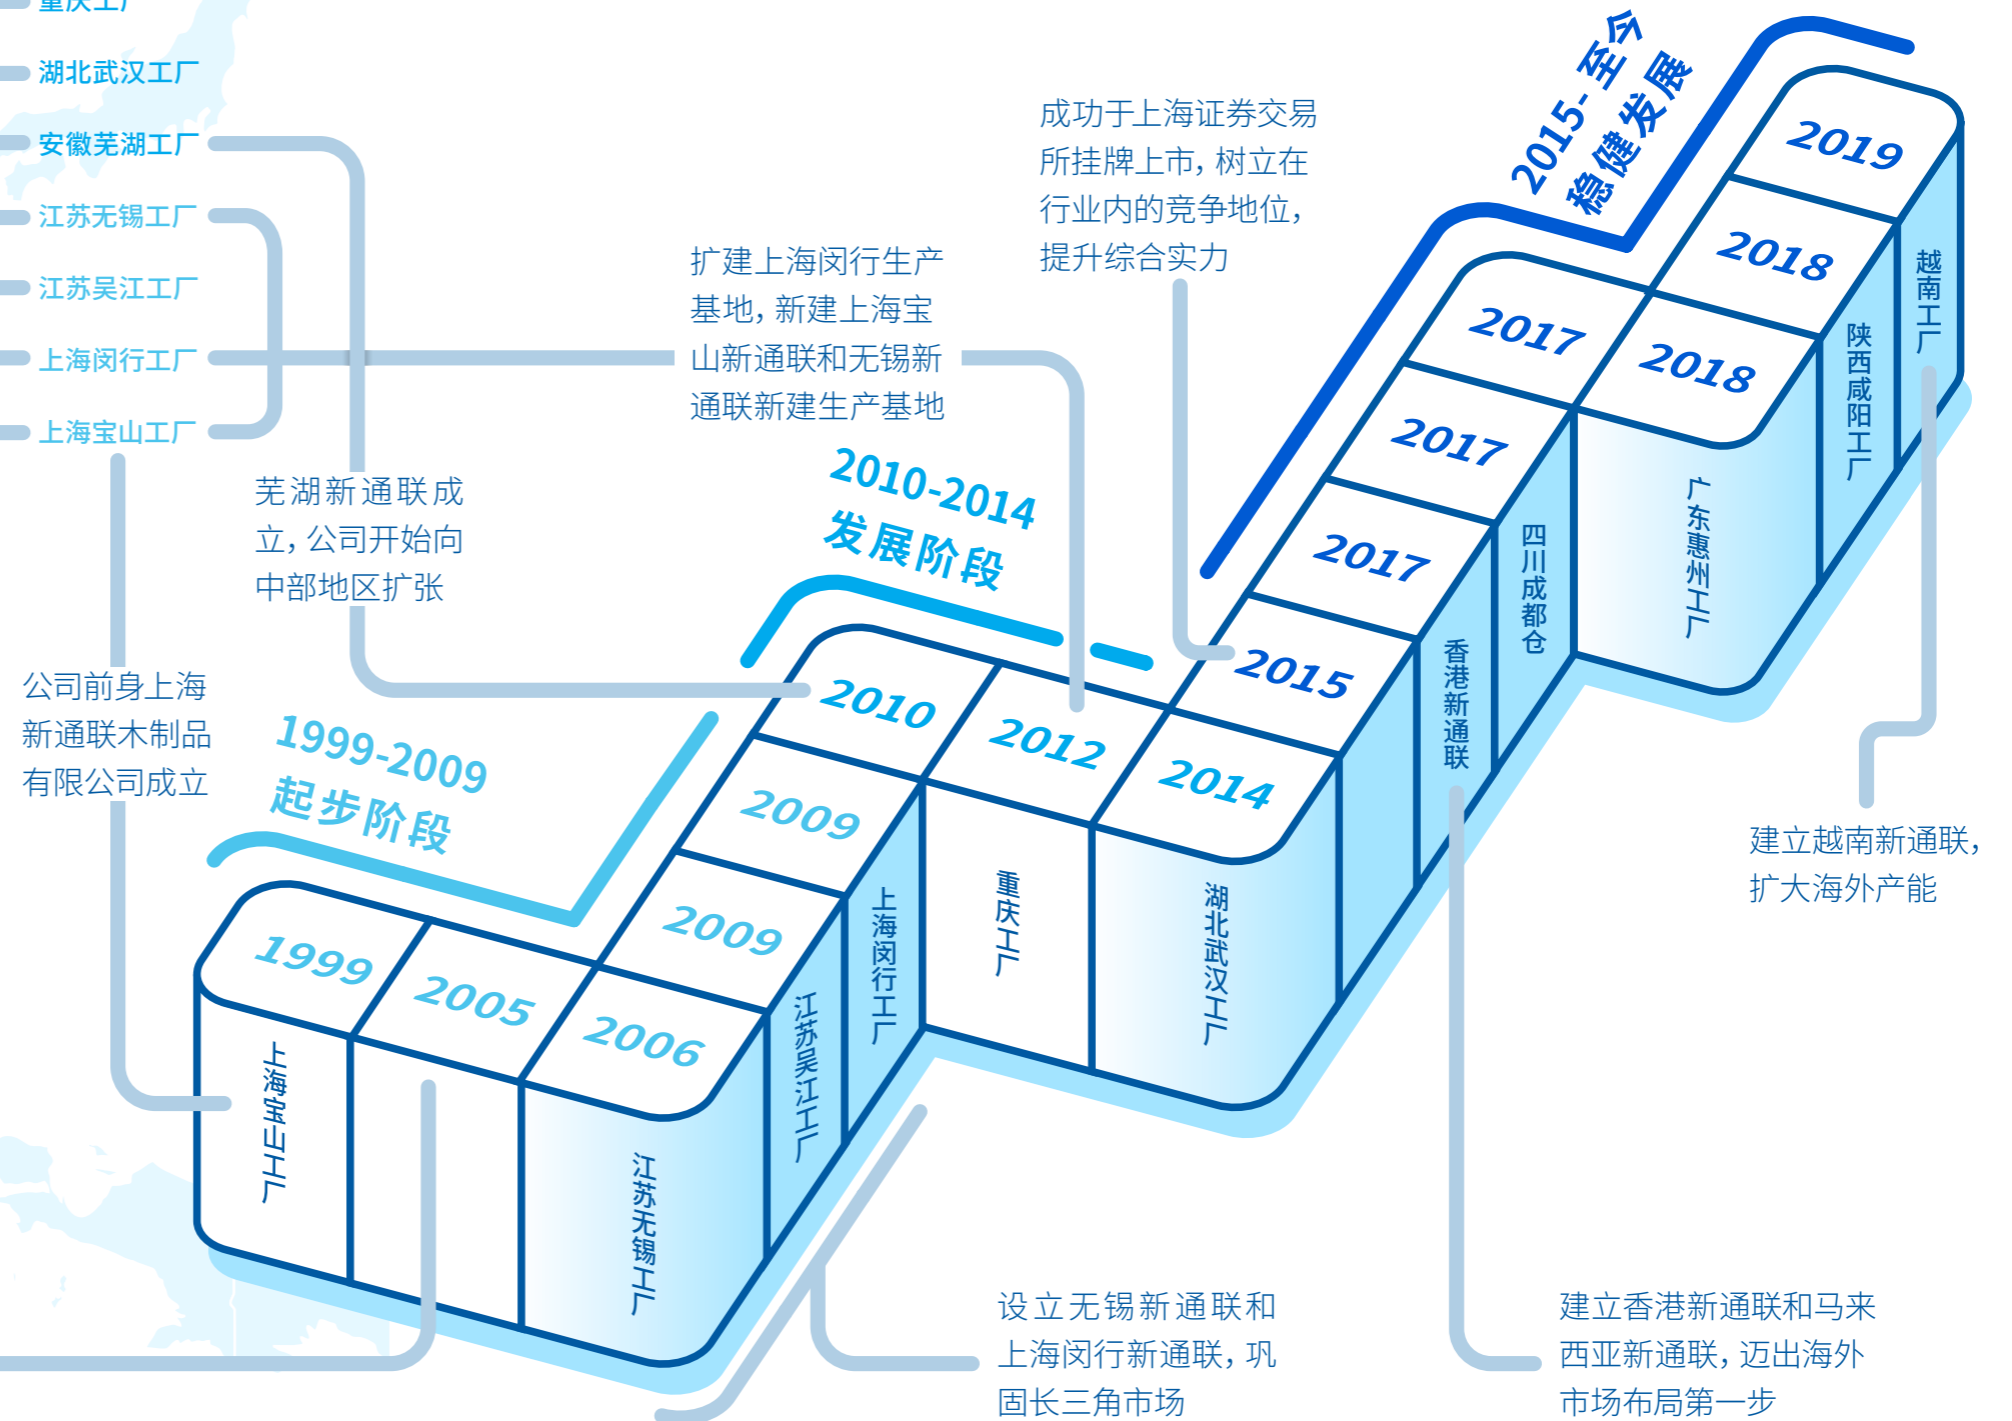 重庆工厂
湖北武汉工厂
安徽芜湖工厂
江苏无锡工厂
江苏吴江工厂
上海闵行工厂
上海宝山工厂
公司前身上海
新通联木制品
有限公司成立
芜湖新通联成
立，公司开始向
中部地区扩张
扩建上海闵行生产
基地，新建上海宝
山新通联和无锡新
通联新建生产基地
成功于上海证券交易
所挂牌上市，树立在
行业内的竞争地位，
提升综合实力
1999-2009
起步阶段
2010-2014
发展阶段
2015-至今
稳健发展
1999
2005
2006
2009
2009
2010
2012
2014
2015
2017
2017
2017
2018
2018
2019
上海宝山工厂
江苏无锡工厂
江苏吴江工厂
上海闵行工厂
重庆工厂
湖北武汉工厂
香港新通联
四川成都仓
广东惠州工厂
陕西咸阳工厂
越南工厂
设立无锡新通联和
上海闵行新通联，巩
固长三角市场
建立香港新通联和马来
西亚新通联，迈出海外
市场布局第一步
建立越南新通联，
扩大海外产能